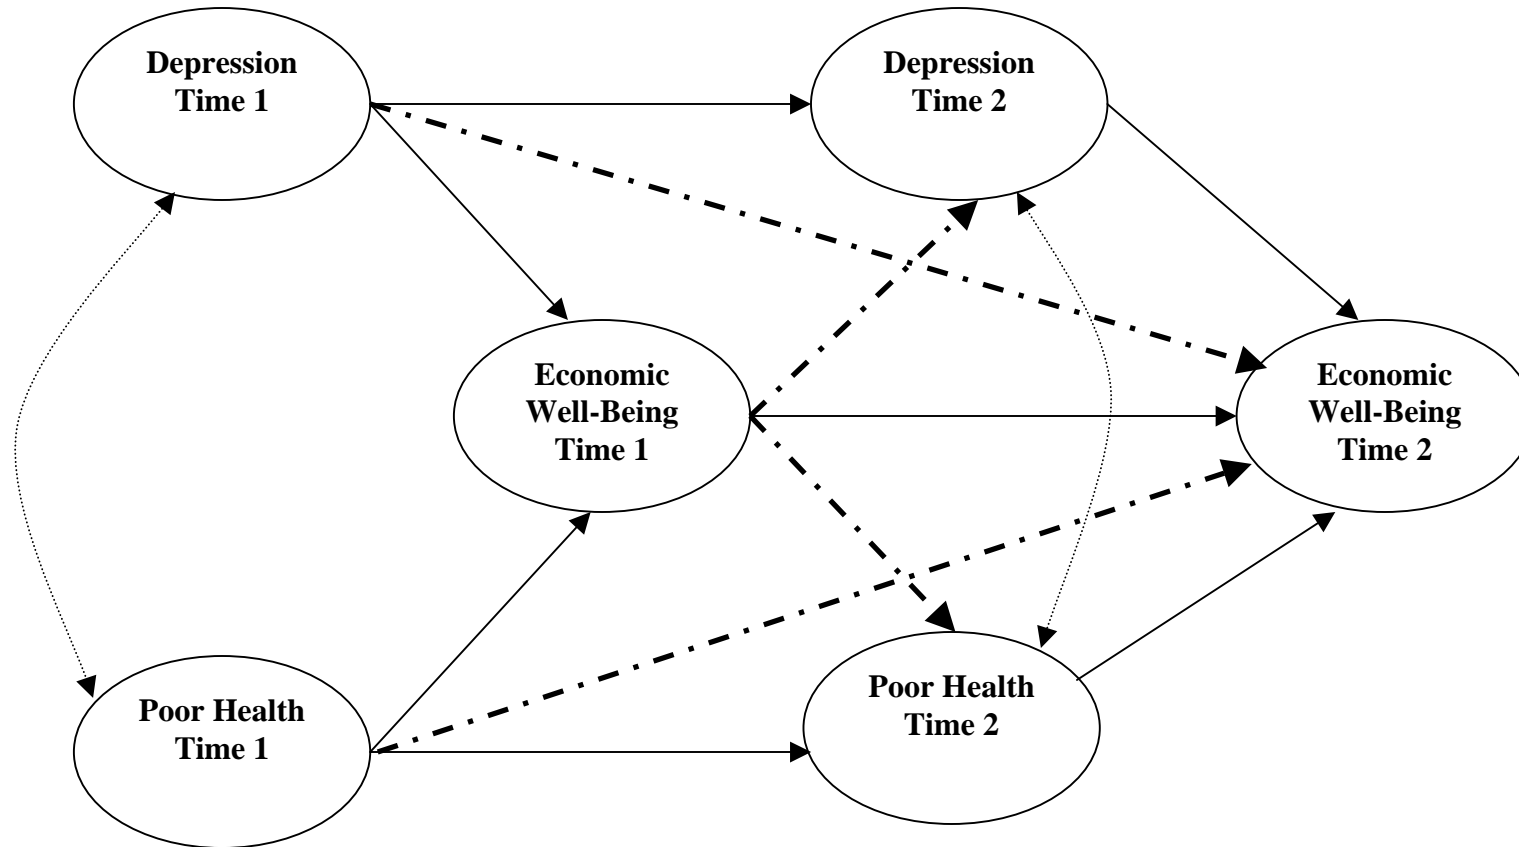 Depression
Time 1
Depression
Time 2
Economic
Well-Being
Time 1
Economic
Well-Being
Time 2
Poor Health
Time 1
Poor Health
Time 2